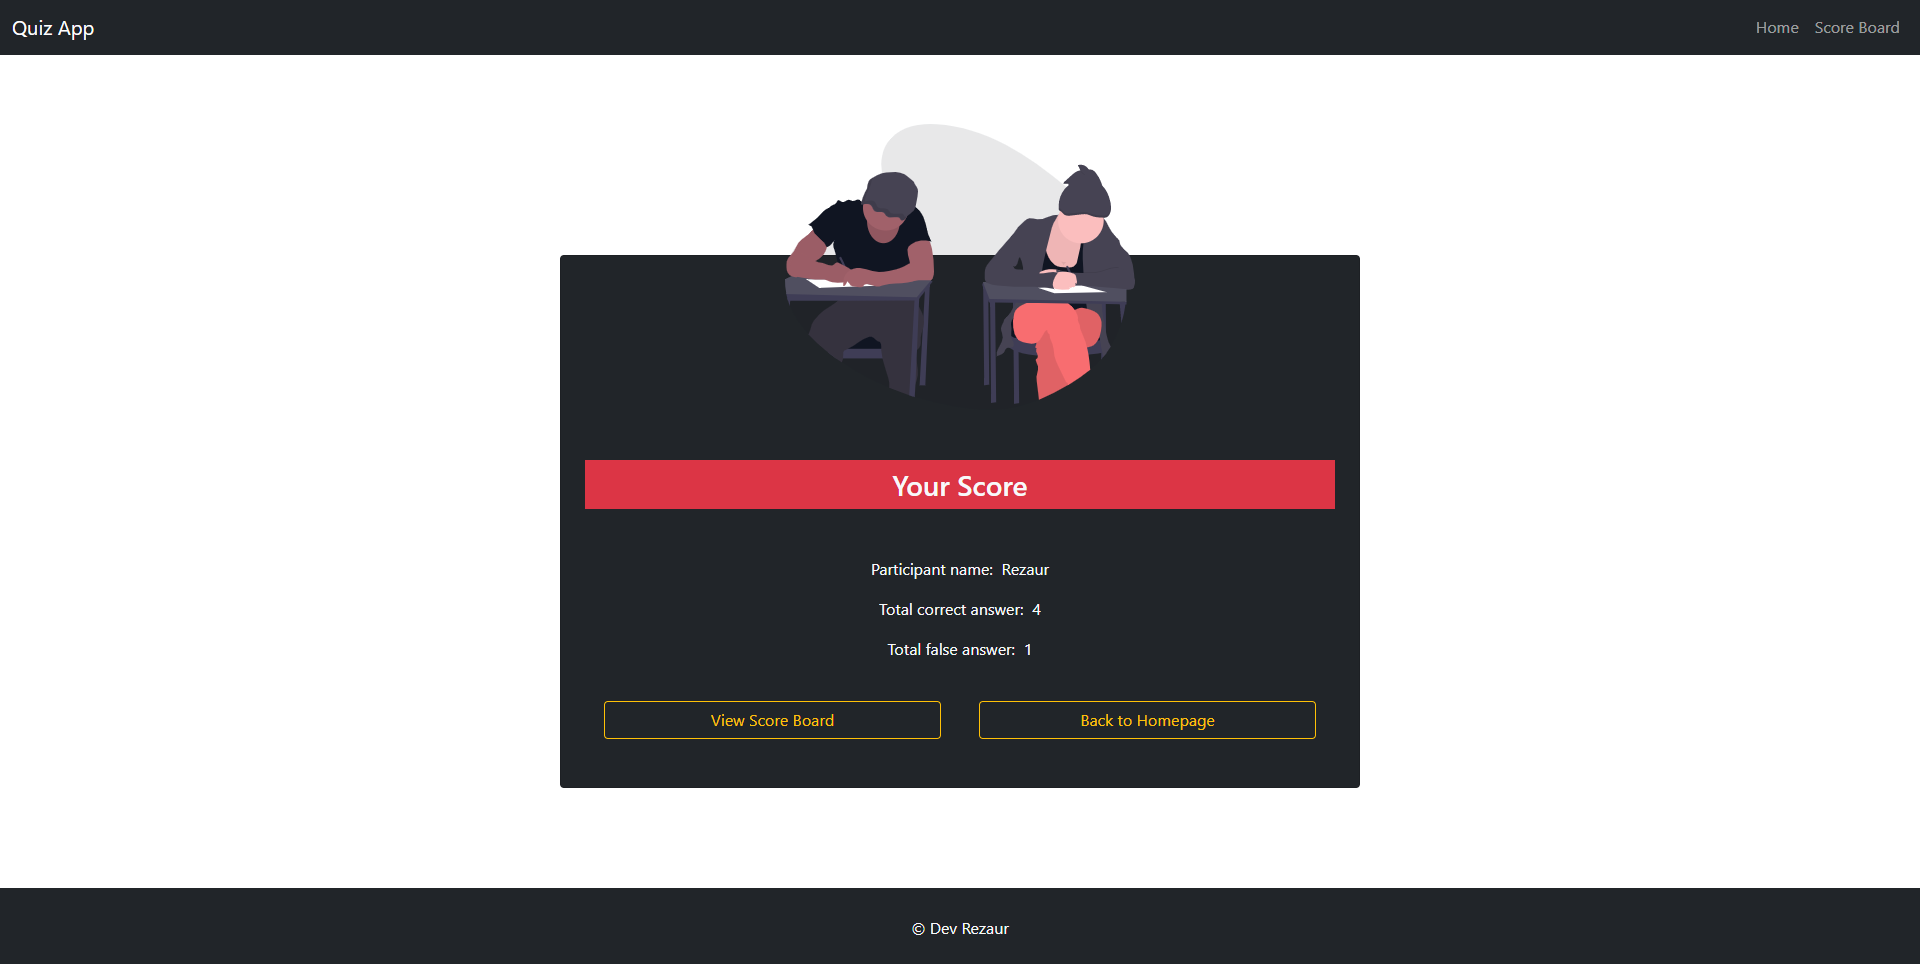 Quiz App
Home Score Board
Your Score
Participant name: Rezaur
Total correct answer: 4
Total false answer: 1
View Score Board
Back to Homepage
© Dev Rezaur